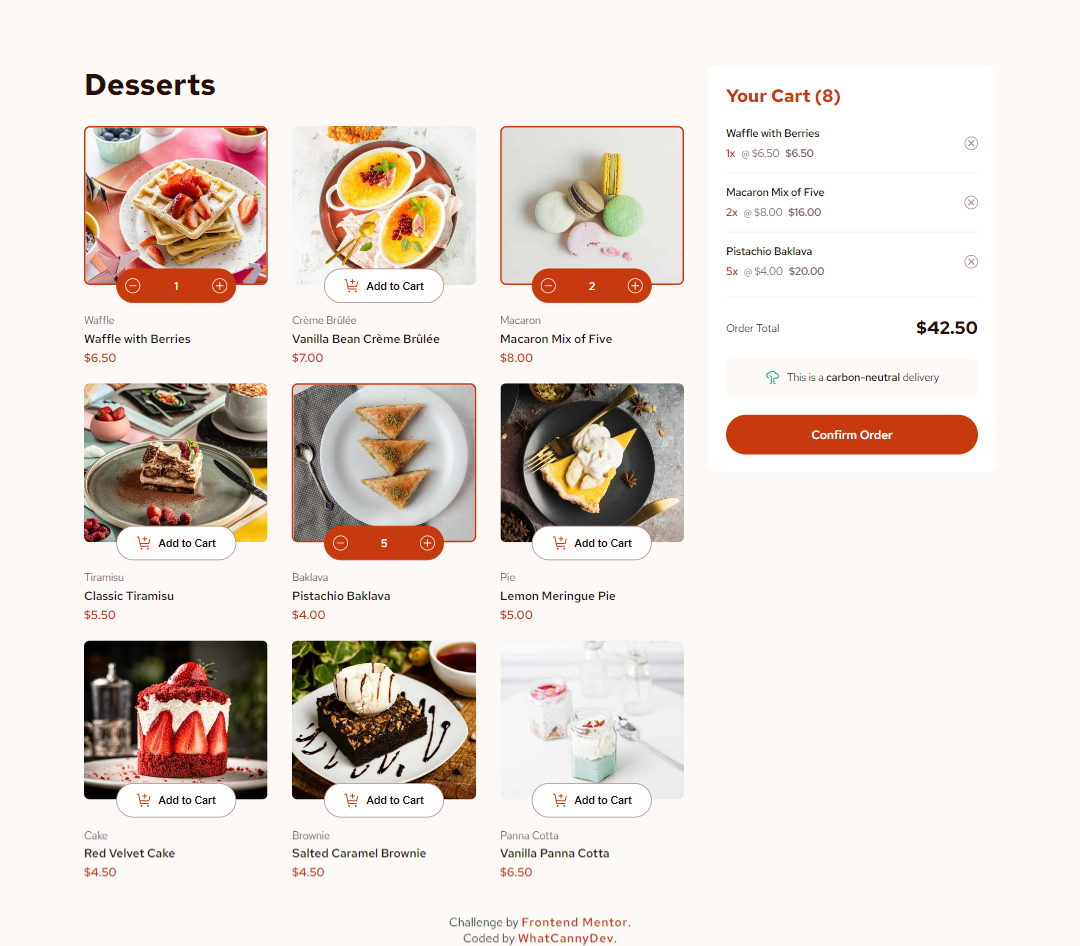 Desserts
1
Waffle
Waffle with Berries
$6.50
Add to Cart
Crème Brûlée
Vanilla Bean Crème Brûlée
$7.00
2
Macaron
Macaron Mix of Five
$8.00
Add to Cart
Tiramisu
Classic Tiramisu
$5.50
5
Baklava
Pistachio Baklava
$4.00
Add to Cart
Pie
Lemon Meringue Pie
$5.00
Add to Cart
Cake
Red Velvet Cake
$4.50
Add to Cart
Brownie
Salted Caramel Brownie
$4.50
Add to Cart
Panna Cotta
Vanilla Panna Cotta
$6.50
Your Cart (8)
Waffle with Berries
1x @ $6.50 $6.50
Macaron Mix of Five
2x @ $8.00 $16.00
Pistachio Baklava
5x @ $4.00 $20.00
Order Total $42.50
This is a carbon-neutral delivery
Confirm Order
Challenge by Frontend Mentor.
Coded by WhatCannyDev.